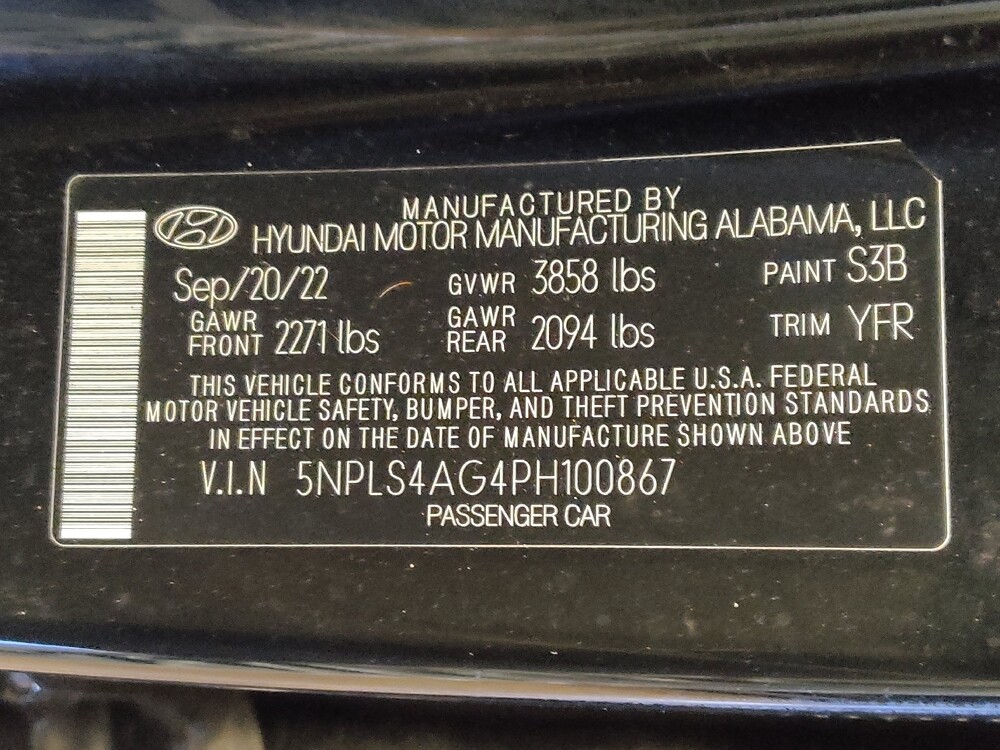 MANUFACTURED BY
HYUNDAI MOTOR MANUFACTURING ALABAMA, LLC
Sep/20/22 GVWR 3858 lbs PAINT S3B
GAWR FRONT 2271 lbs GAWR REAR 2094 lbs TRIM YFR
THIS VEHICLE CONFORMS TO ALL APPLICABLE U.S.A. FEDERAL
MOTOR VEHICLE SAFETY, BUMPER, AND THEFT PREVENTION STANDARDS
IN EFFECT ON THE DATE OF MANUFACTURE SHOWN ABOVE
V.I.N 5NPLS4AG4PH100867
PASSENGER CAR